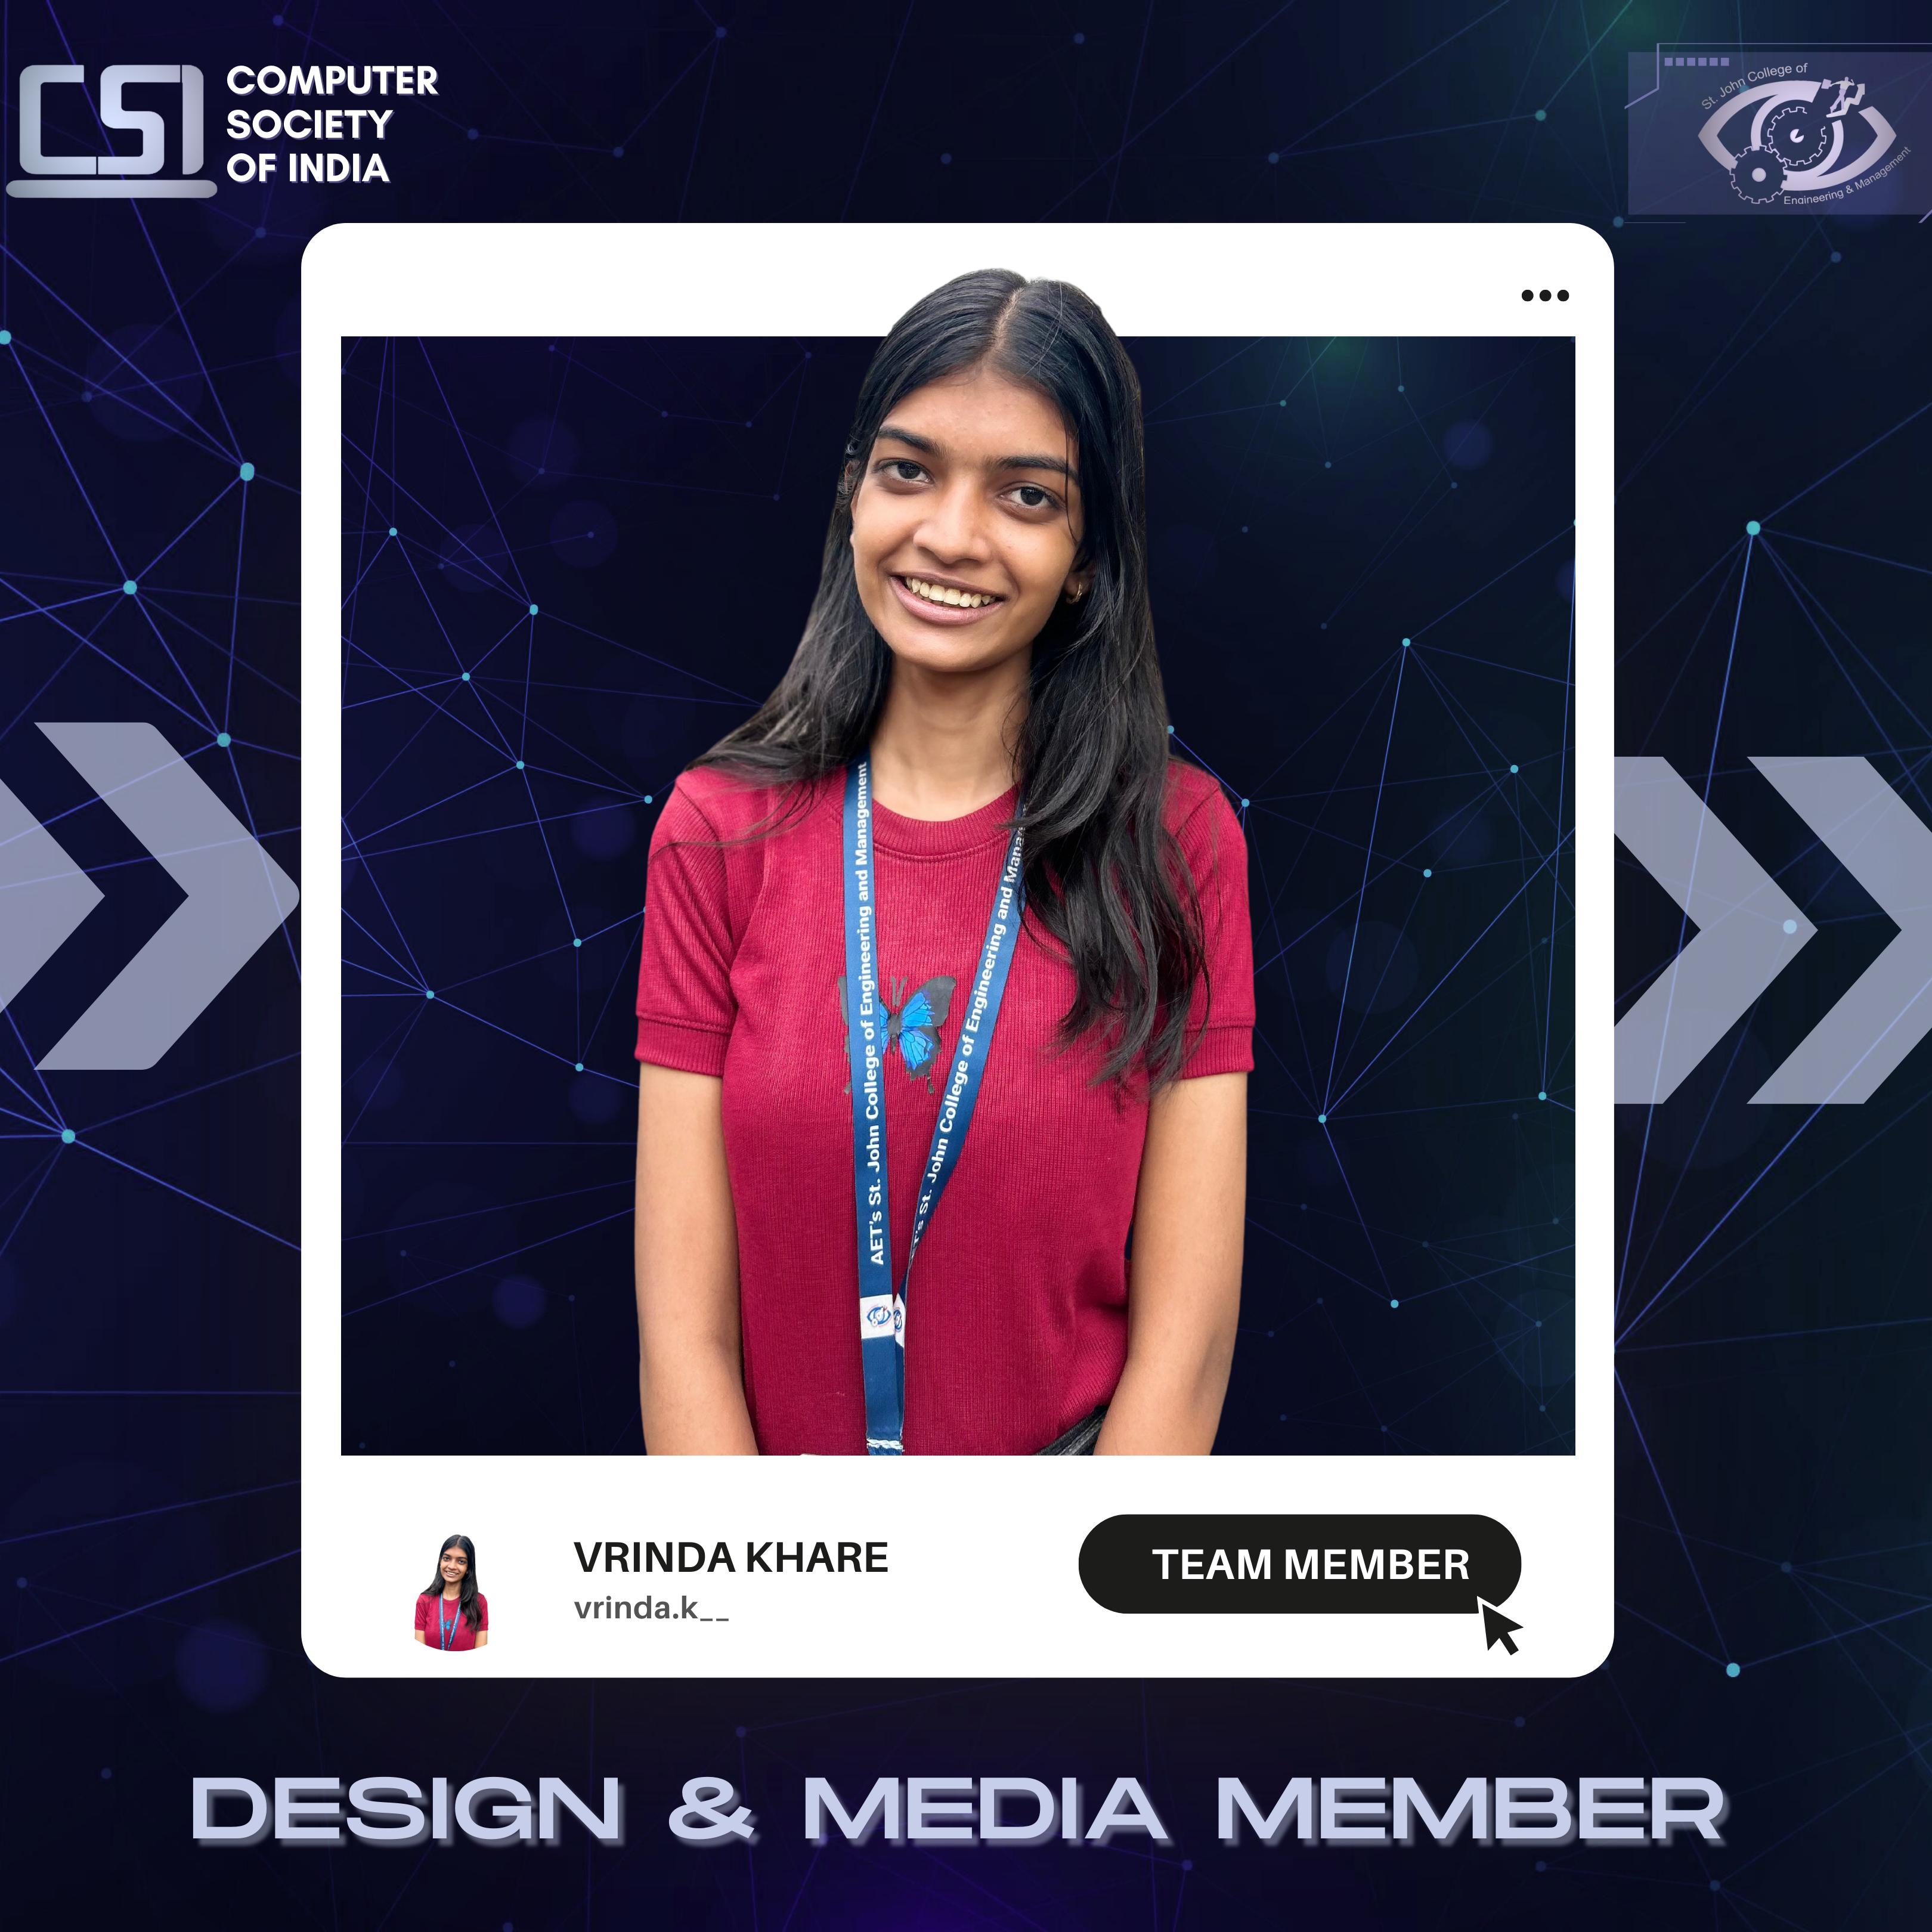 CSI
COMPUTER
SOCIETY
OF INDIA
St. John College of
Engineering & Management
AET's St. John College of Engineering and Management
St. John College of Engineering and
VRINDA KHARE
vrinda.k__
TEAM MEMBER
DESIGN & MEDIA MEMBER